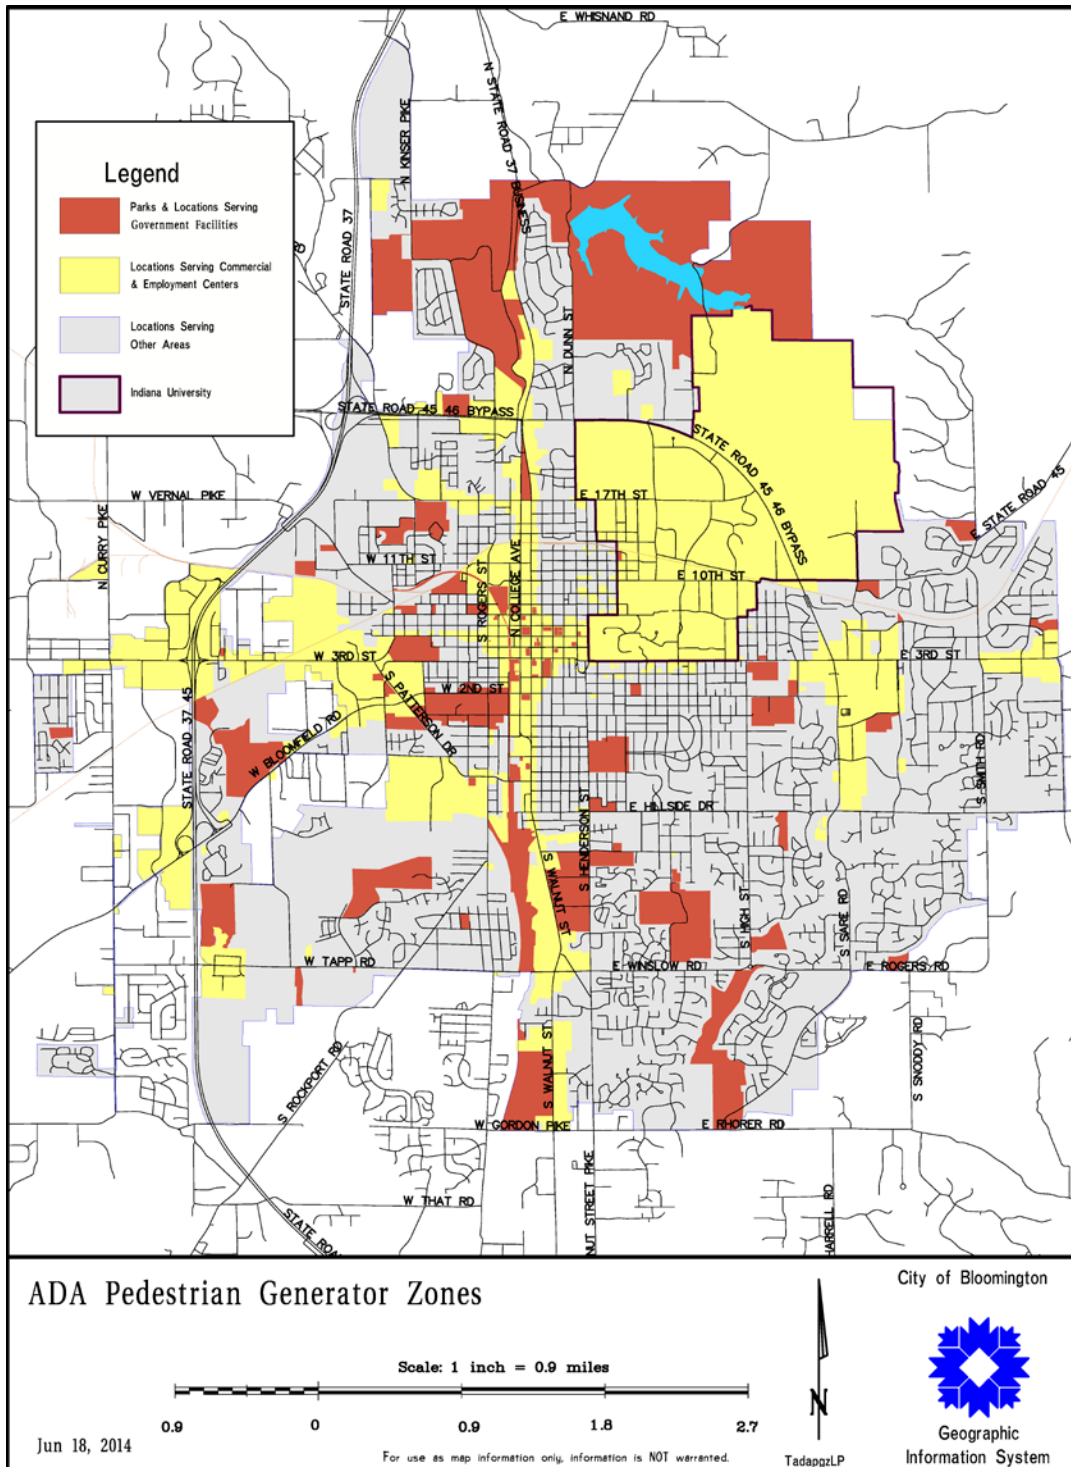 E WHISNAND RD
N STATE ROAD 37 BUSINESS
N KINSER PIKE
STATE ROAD 37
Legend
Parks & Locations Serving
Government Facilities
Locations Serving Commercial
& Employment Centers
Locations Serving
Other Areas
Indiana University
N DUNN ST
STATE ROAD 45 46 BYPASS
STATE ROAD 45 46 BYPASS
W VERNAL PIKE
E 17TH ST
E STATE ROAD 45
N CURRY PIKE
W 11TH ST
S ROGERS ST
N COLLEGE AVE
E 10TH ST
W 3RD ST
E 3RD ST
S PATTERSON DR
W 2ND ST
W BLOOMFIELD RD
STATE ROAD 37 45
S SMITH RD
E HILLSIDE DR
S HENDERSON ST
S WALNUT ST
S HIGH ST
S SARE RD
W TAPP RD
E WINSLOW RD
E ROGERS RD
S ROCKPORT RD
S WALNUT ST
S SNODDY RD
W GORDON PIKE
E RHORER RD
W THAT RD
NUT STREET PIKE
HARRELL RD
STATE ROA
ADA Pedestrian Generator Zones
City of Bloomington
Scale: 1 inch = 0.9 miles
0.9
0
0.9
1.8
2.7
N
Jun 18, 2014
For use as map information only, information is NOT warranted.
TadapgzLP
Geographic
Information System